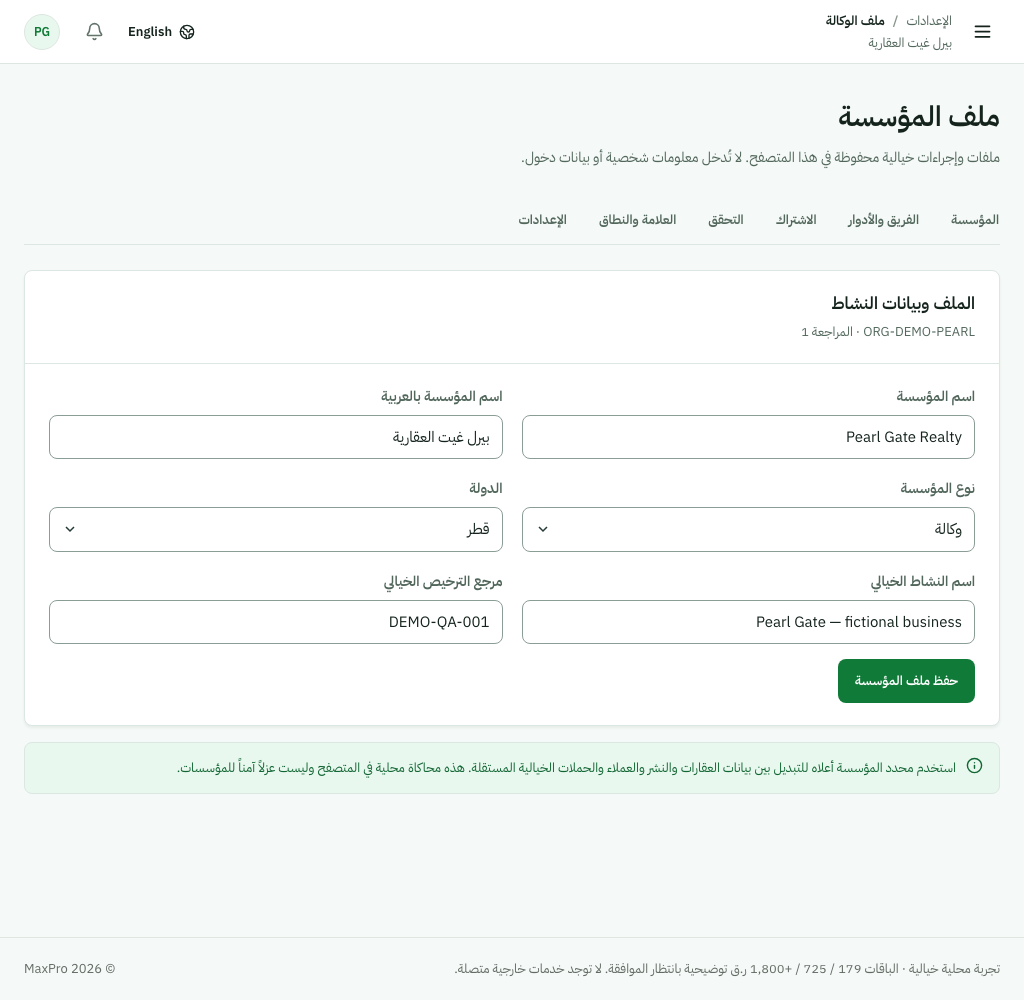 الإعدادات / ملف الوكالة
بيرل غيت العقارية
English
PG
ملف المؤسسة
ملفات وإجراءات خيالية محفوظة في هذا المتصفح. لا تُدخل معلومات شخصية أو بيانات دخول.
المؤسسة الفريق والأدوار الاشتراك التحقق العلامة والنطاق الإعدادات
الملف وبيانات النشاط
ORG-DEMO-PEARL · المراجعة 1
اسم المؤسسة
Pearl Gate Realty
اسم المؤسسة بالعربية
بيرل غيت العقارية
نوع المؤسسة
وكالة
الدولة
قطر
اسم النشاط الخيالي
Pearl Gate — fictional business
مرجع الترخيص الخيالي
DEMO-QA-001
حفظ ملف المؤسسة
استخدم محدد المؤسسة أعلاه للتبديل بين بيانات العقارات والنشر والعملاء والحملات الخيالية المستقلة. هذه محاكاة محلية في المتصفح وليست عزلاً آمناً للمؤسسات.
تجربة محلية خيالية · الباقات 179 / 725 / 1,800+ ر.ق توضيحية بانتظار الموافقة. لا توجد خدمات خارجية متصلة.
© 2026 MaxPro